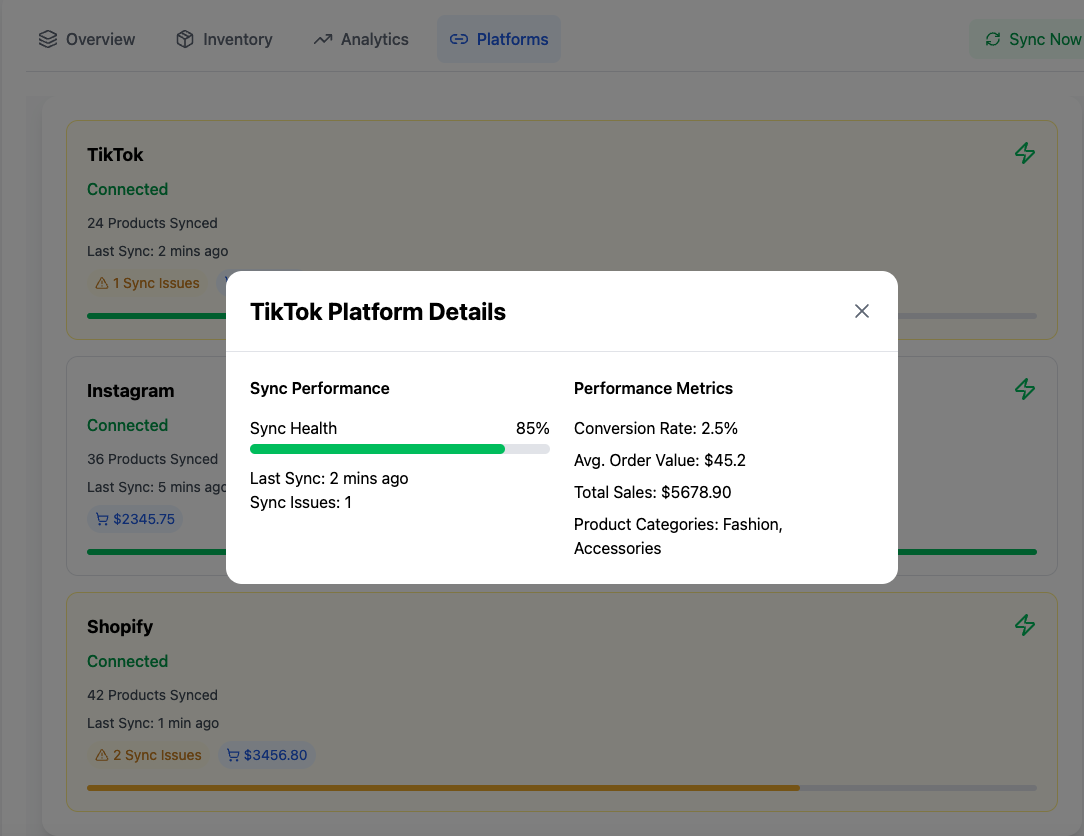 Overview Inventory Analytics Platforms Sync Now
TikTok
Connected
24 Products Synced
Last Sync: 2 mins ago
1 Sync Issues
TikTok Platform Details
Sync Performance
Sync Health 85%
Last Sync: 2 mins ago
Sync Issues: 1
Performance Metrics
Conversion Rate: 2.5%
Avg. Order Value: $45.2
Total Sales: $5678.90
Product Categories: Fashion,
Accessories
Instagram
Connected
36 Products Synced
Last Sync: 5 mins ago
$2345.75
Shopify
Connected
42 Products Synced
Last Sync: 1 min ago
2 Sync Issues $3456.80